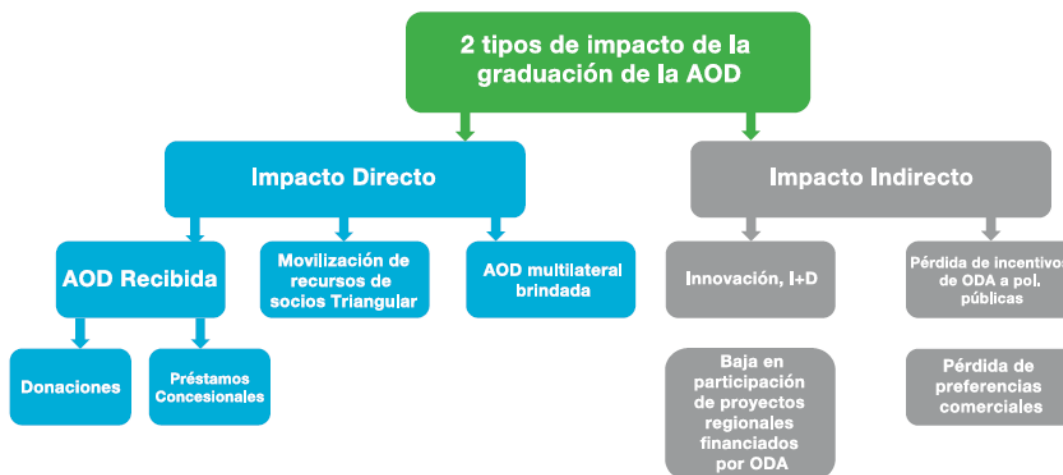 2 tipos de impacto de la
graduación de la AOD
Impacto Directo
Impacto Indirecto
AOD Recibida
Movilización de
recursos de
socios Triangular
AOD multilateral
brindada
Innovación, I+D
Pérdida de incentivos
de ODA a pol.
públicas
Donaciones
Préstamos
Concesionales
Baja en
participación
de proyectos
regionales
financiados
por ODA
Pérdida de
preferencias
comerciales